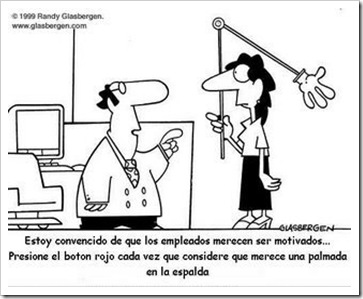 © 1999 Randy Glasbergen.
www.glasbergen.com
GLASBERGEN
Estoy convencido de que los empleados merecen ser motivados...
Presione el boton rojo cada vez que considere que merece una palmada
en la espalda